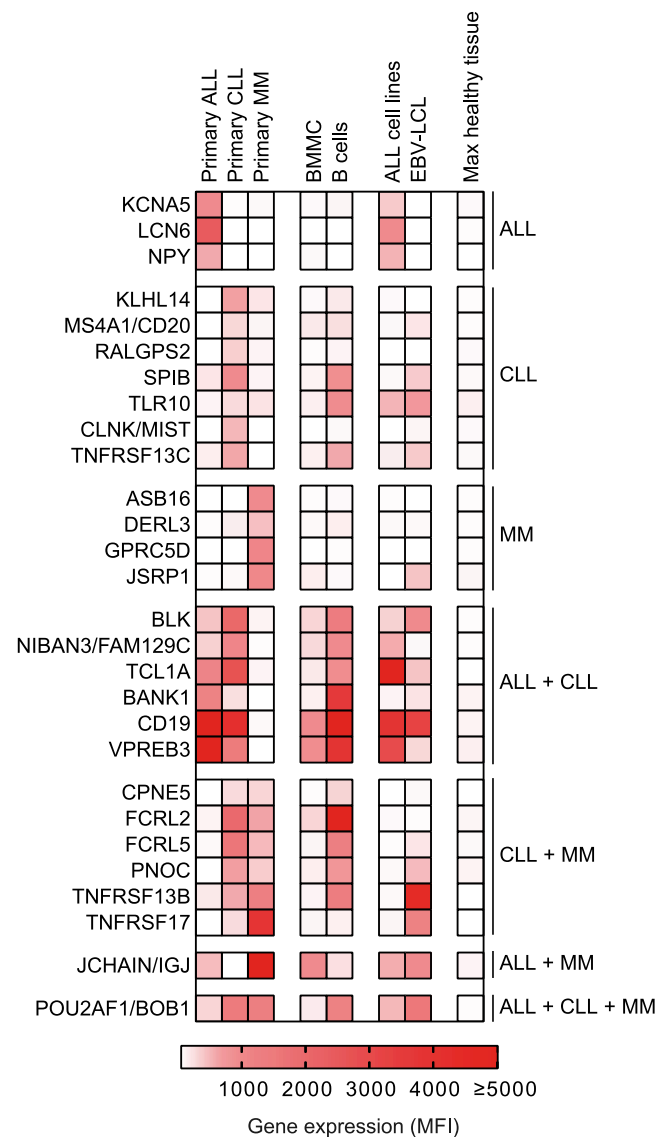 Primary ALL
Primary CLL
Primary MM
BMMC
B cells
ALL cell lines
EBV-LCL
Max healthy tissue
KCNA5
LCN6
NPY
ALL
KLHL14
MS4A1/CD20
RALGPS2
SPIB
TLR10
CLNK/MIST
TNFRSF13C
CLL
ASB16
DERL3
GPRC5D
JSRP1
MM
BLK
NIBAN3/FAM129C
TCL1A
BANK1
CD19
VPREB3
ALL + CLL
CPNE5
FCRL2
FCRL5
PNOC
TNFRSF13B
TNFRSF17
CLL + MM
JCHAIN/IGJ
ALL + MM
POU2AF1/BOB1
ALL + CLL + MM
1000 2000 3000 4000 ≥5000
Gene expression (MFI)